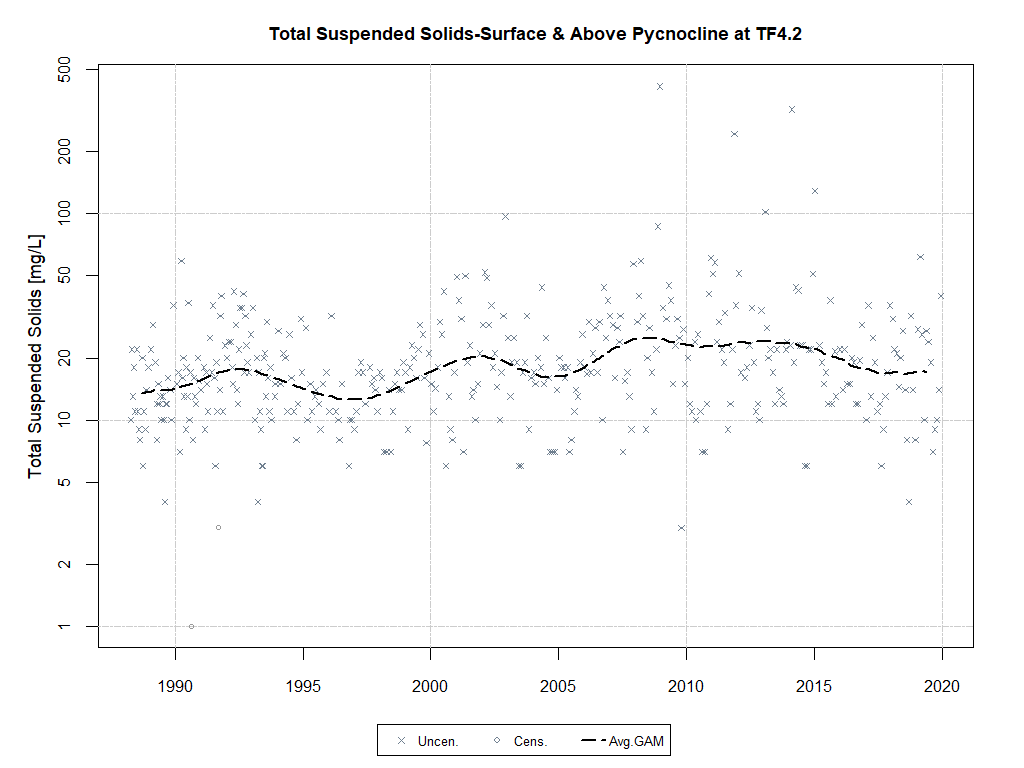 Total Suspended Solids-Surface & Above Pycnocline at TF4.2
Total Suspended Solids [mg/L]
500
200
100
50
20
10
5
2
1
1990 1995 2000 2005 2010 2015 2020
Uncen. Cens. Avg.GAM